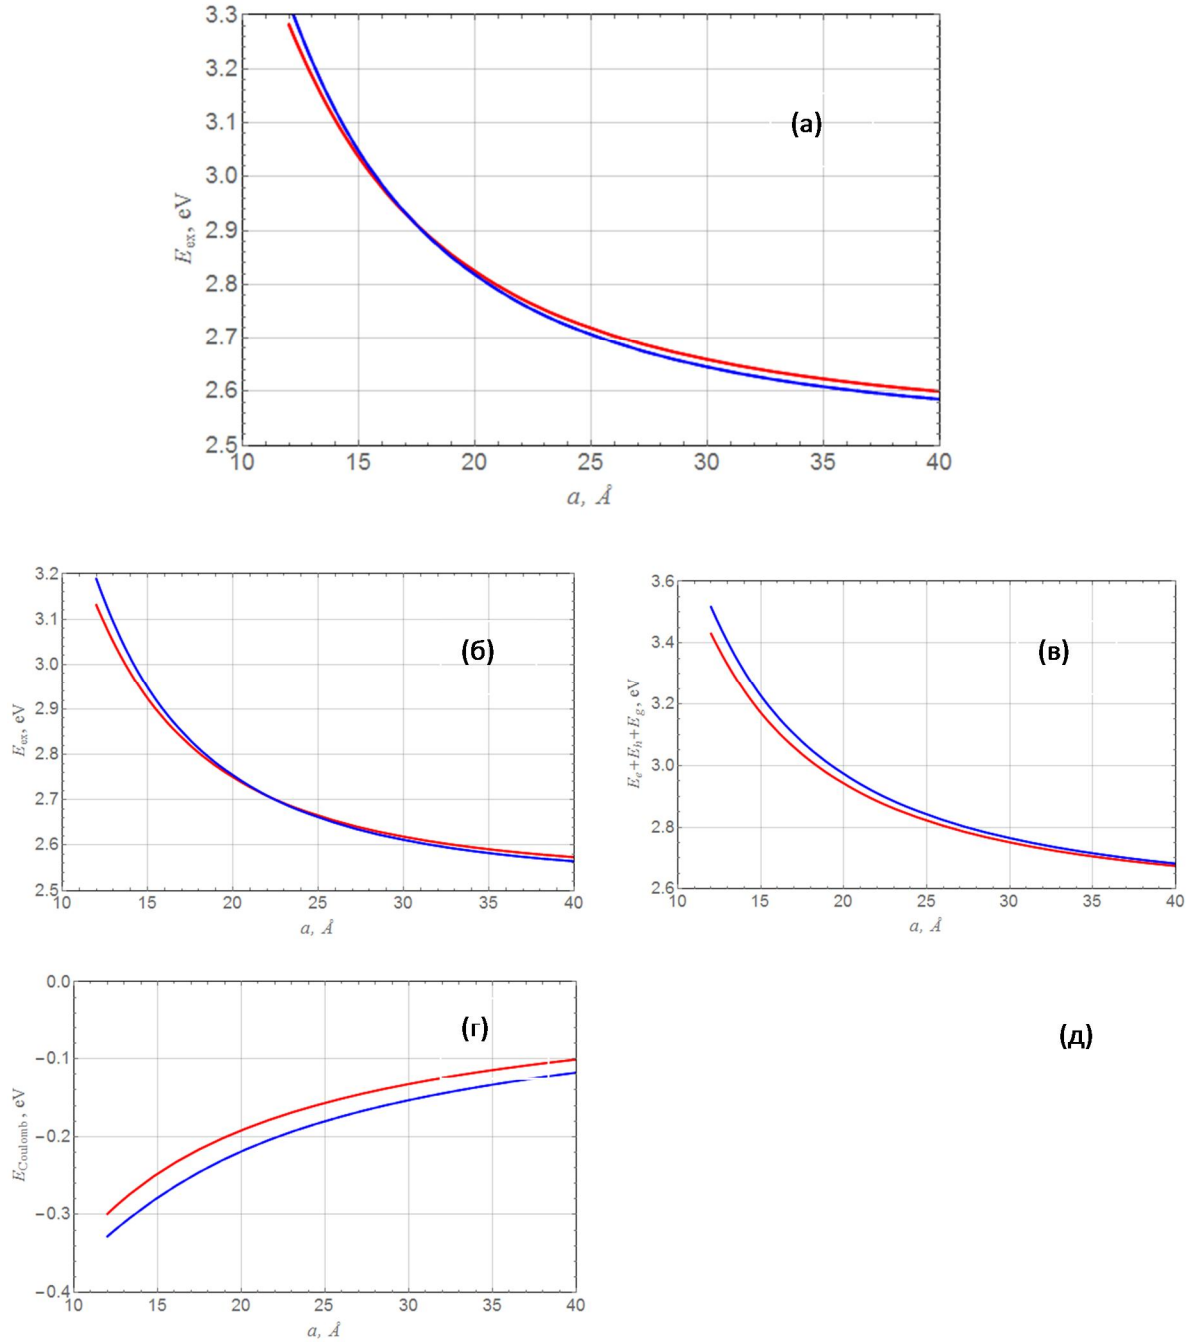 3.3
3.2
3.1
3.0
2.9
2.8
2.7
2.6
2.5
E_ex, eV
(а)
10 15 20 25 30 35 40
a, Å
3.2
3.1
3.0
2.9
2.8
2.7
2.6
2.5
E_ex, eV
(б)
10 15 20 25 30 35 40
a, Å
3.6
3.4
3.2
3.0
2.8
2.6
E_e+E_h+E_g, eV
(в)
10 15 20 25 30 35 40
a, Å
0.0
−0.1
−0.2
−0.3
−0.4
E_Coulomb, eV
(г)
10 15 20 25 30 35 40
a, Å
(д)